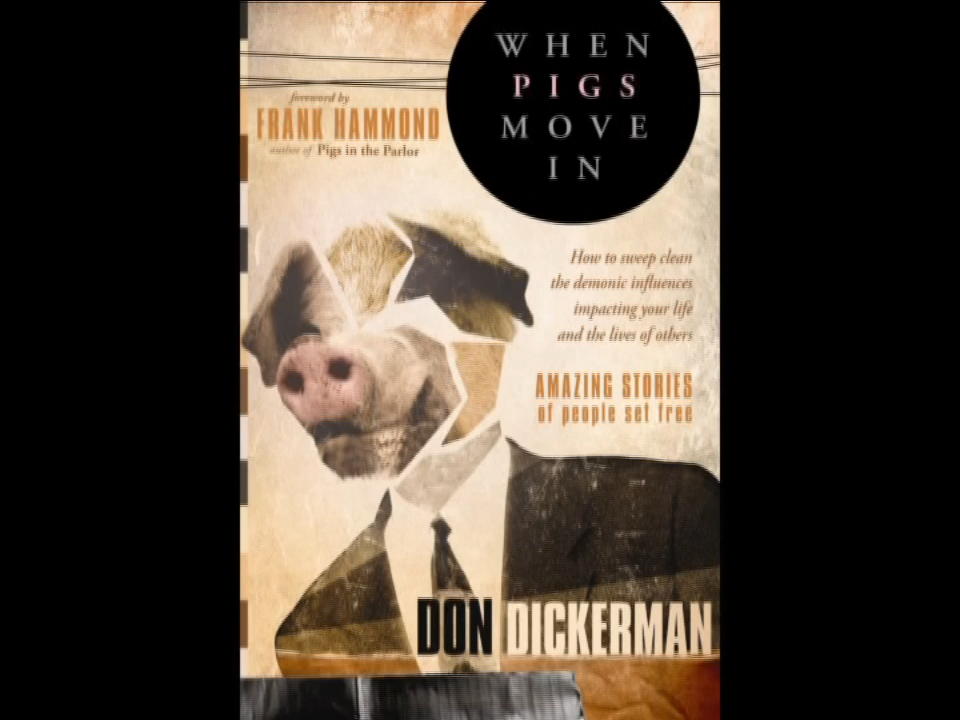 WHEN
PIGS
MOVE
IN
foreword by
FRANK HAMMOND
author of Pigs in the Parlor
How to sweep clean
the demonic influences
impacting your life
and the lives of others
AMAZING STORIES
of people set free
DON DICKERMAN